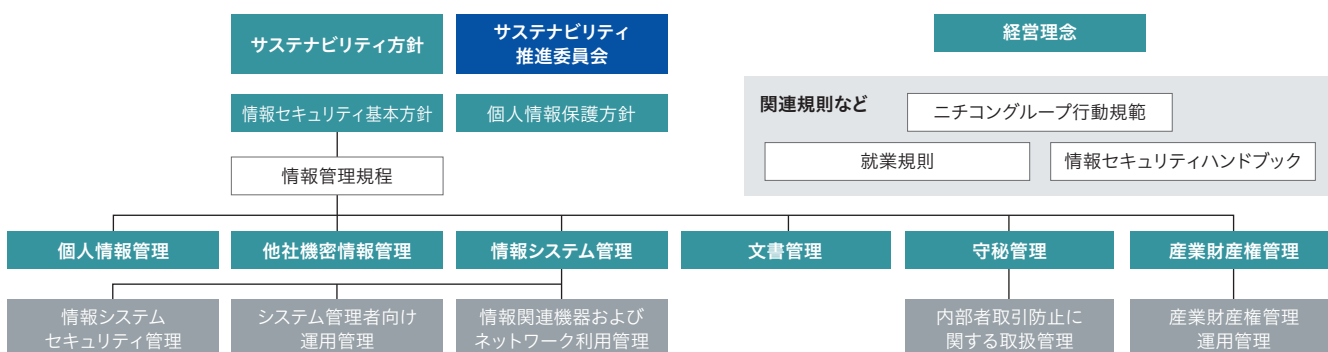 サステナビリティ方針
サステナビリティ
推進委員会
経営理念
情報セキュリティ基本方針
個人情報保護方針
関連規則など
ニチコングループ行動規範
就業規則
情報セキュリティハンドブック
情報管理規程
個人情報管理
他社機密情報管理
情報システム管理
文書管理
守秘管理
産業財産権管理
情報システム
セキュリティ管理
システム管理者向け
運用管理
情報関連機器および
ネットワーク利用管理
内部者取引防止に
関する取扱管理
産業財産権管理
運用管理